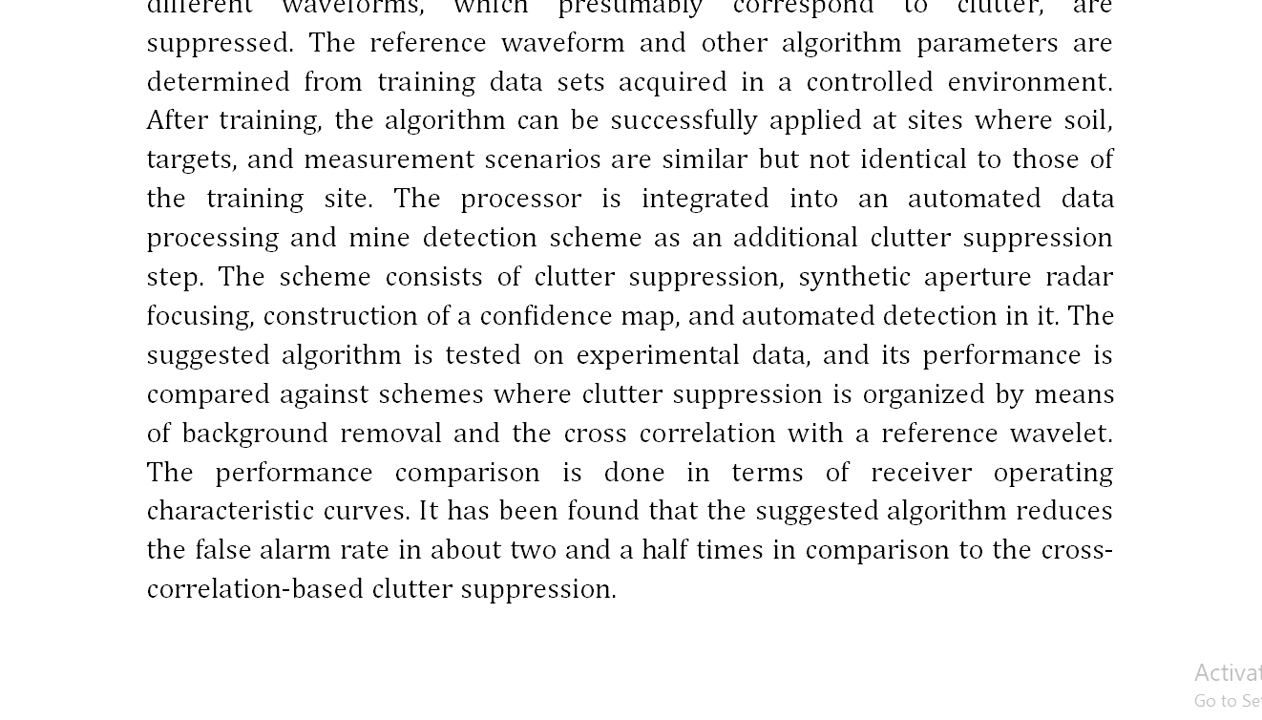 different waveforms, which presumably correspond to clutter, are
suppressed. The reference waveform and other algorithm parameters are
determined from training data sets acquired in a controlled environment.
After training, the algorithm can be successfully applied at sites where soil,
targets, and measurement scenarios are similar but not identical to those of
the training site. The processor is integrated into an automated data
processing and mine detection scheme as an additional clutter suppression
step. The scheme consists of clutter suppression, synthetic aperture radar
focusing, construction of a confidence map, and automated detection in it. The
suggested algorithm is tested on experimental data, and its performance is
compared against schemes where clutter suppression is organized by means
of background removal and the cross correlation with a reference wavelet.
The performance comparison is done in terms of receiver operating
characteristic curves. It has been found that the suggested algorithm reduces
the false alarm rate in about two and a half times in comparison to the cross-
correlation-based clutter suppression.
Activat
Go to Se